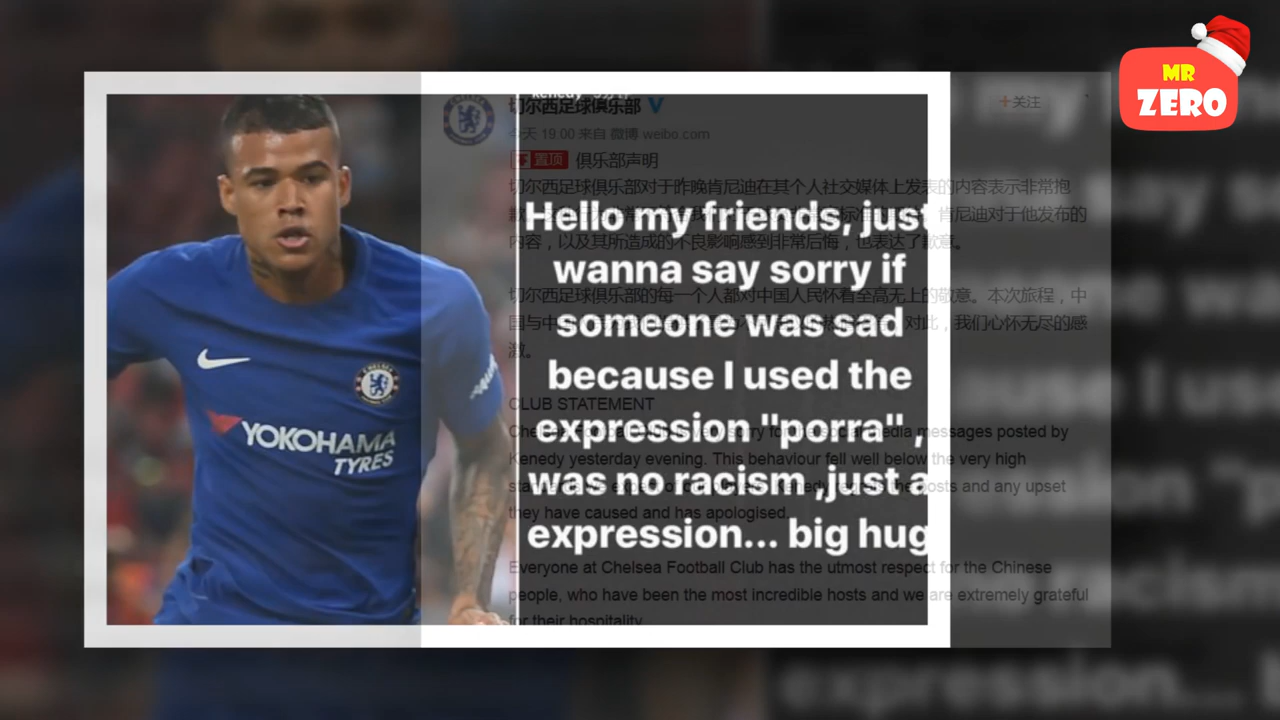 MR
ZERO
YOKOHAMA
TYRES
Hello my friends, just
wanna say sorry if
someone was sad
because I used the
expression "porra" ,
was no racism ,just a
expression... big hug
切尔西足球俱乐部
+关注
天 19:00 来自 微博 weibo.com
置顶 俱乐部声明
切尔西足球俱乐部对于昨晚肯尼迪在其个人社交媒体上发表的内容表示非常抱
肯尼迪对于他发布的
内容，以及其所造成的不良影响感到非常后悔，也表达了歉意。
切尔西足球俱乐部的每一个人都对中国人民怀着至高无上的敬意。本次旅程，中
国与中 对此，我们心怀无尽的感
激。
CLUB STATEMENT
messages posted by
Kenedy yesterday evening. This behaviour fell well below the very high
posts and any upset
they have caused and has apologised.
Everyone at Chelsea Football Club has the utmost respect for the Chinese
people, who have been the most incredible hosts and we are extremely grateful
for their hospitality.